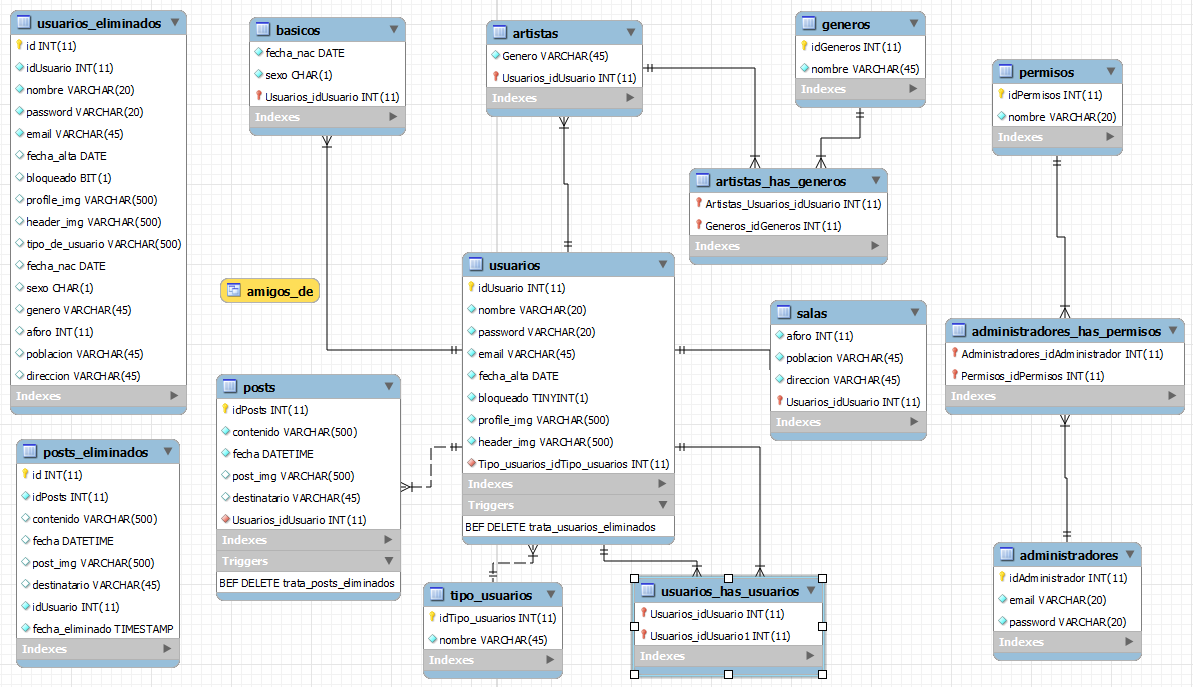 usuarios_eliminados
id INT(11)
idUsuario INT(11)
nombre VARCHAR(20)
password VARCHAR(20)
email VARCHAR(45)
fecha_alta DATE
bloqueado BIT(1)
profile_img VARCHAR(500)
header_img VARCHAR(500)
tipo_de_usuario VARCHAR(500)
fecha_nac DATE
sexo CHAR(1)
genero VARCHAR(45)
aforo INT(11)
poblacion VARCHAR(45)
direccion VARCHAR(45)
Indexes
basicos
fecha_nac DATE
sexo CHAR(1)
Usuarios_idUsuario INT(11)
Indexes
artistas
Genero VARCHAR(45)
Usuarios_idUsuario INT(11)
Indexes
generos
idGeneros INT(11)
nombre VARCHAR(45)
Indexes
permisos
idPermisos INT(11)
nombre VARCHAR(20)
Indexes
artistas_has_generos
Artistas_Usuarios_idUsuario INT(11)
Generos_idGeneros INT(11)
Indexes
amigos_de
usuarios
idUsuario INT(11)
nombre VARCHAR(20)
password VARCHAR(20)
email VARCHAR(45)
fecha_alta DATE
bloqueado TINYINT(1)
profile_img VARCHAR(500)
header_img VARCHAR(500)
Tipo_usuarios_idTipo_usuarios INT(11)
Indexes
Triggers
BEF DELETE trata_usuarios_eliminados
salas
aforo INT(11)
poblacion VARCHAR(45)
direccion VARCHAR(45)
Usuarios_idUsuario INT(11)
Indexes
administradores_has_permisos
Administradores_idAdministrador INT(11)
Permisos_idPermisos INT(11)
Indexes
posts
idPosts INT(11)
contenido VARCHAR(500)
fecha DATETIME
post_img VARCHAR(500)
destinatario VARCHAR(45)
Usuarios_idUsuario INT(11)
Indexes
Triggers
BEF DELETE trata_posts_eliminados
posts_eliminados
id INT(11)
idPosts INT(11)
contenido VARCHAR(500)
fecha DATETIME
post_img VARCHAR(500)
destinatario VARCHAR(45)
idUsuario INT(11)
fecha_eliminado TIMESTAMP
Indexes
tipo_usuarios
idTipo_usuarios INT(11)
nombre VARCHAR(45)
Indexes
usuarios_has_usuarios
Usuarios_idUsuario INT(11)
Usuarios_idUsuario1 INT(11)
Indexes
administradores
idAdministrador INT(11)
email VARCHAR(20)
password VARCHAR(20)
Indexes